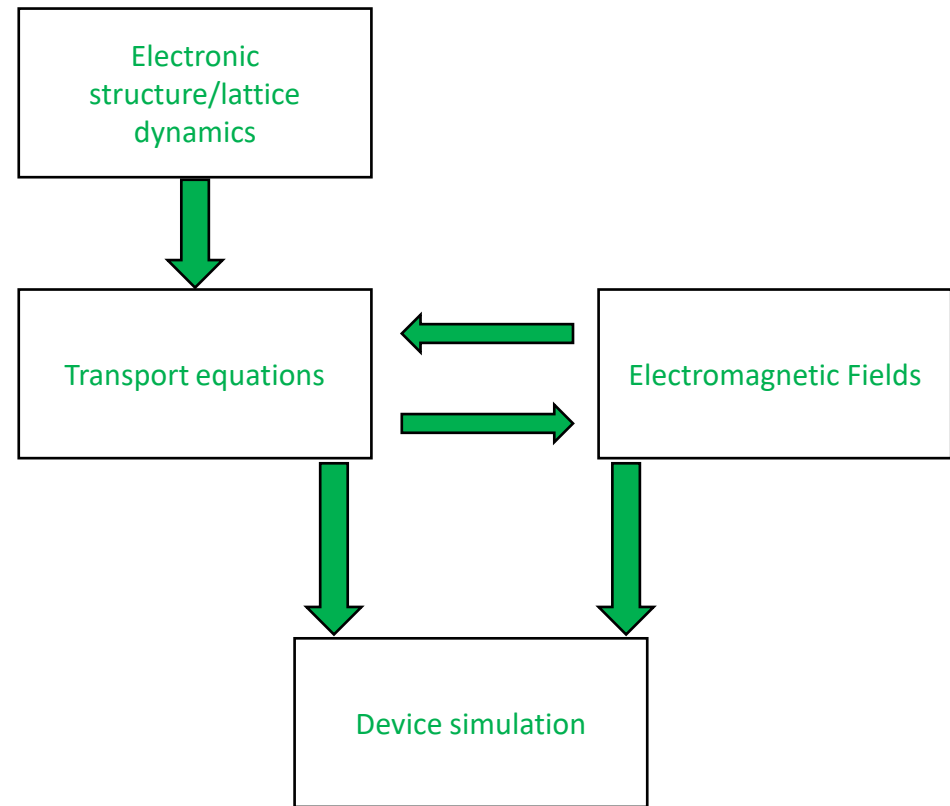 Electronic
structure/lattice
dynamics
Transport equations
Electromagnetic Fields
Device simulation